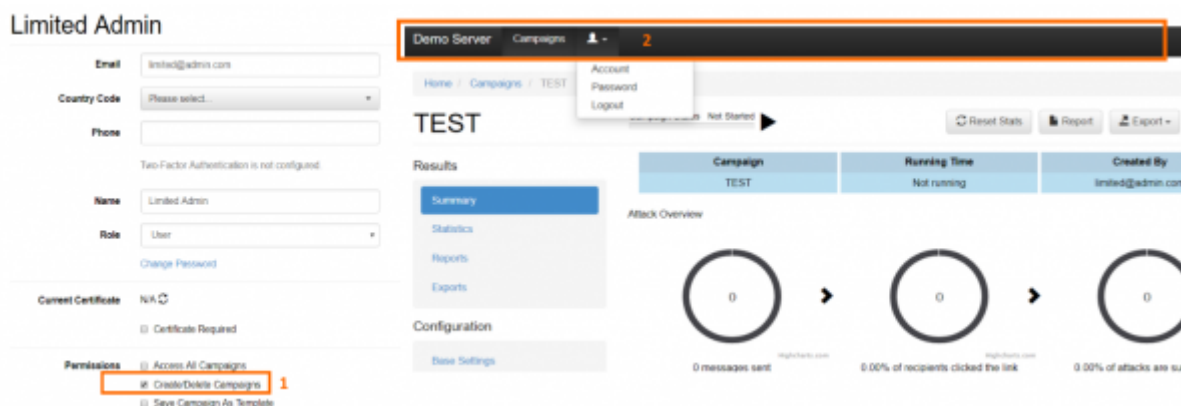 Limited Admin
Email
limited@admin.com
Country Code
Please select...
Phone
Two-Factor Authentication is not configured.
Name
Limited Admin
Role
User
Change Password
Current Certificate
N/A
Certificate Required
Permissions
Access All Campaigns
Create/Delete Campaigns
1
Save Campaign As Template
Demo Server
Campaigns
2
Account
Password
Logout
Home / Campaigns / TEST
TEST
Not Started
Reset Stats
Report
Export
Results
Summary
Statistics
Reports
Exports
Configuration
Base Settings
Campaign
Running Time
Created By
TEST
Not running
limited@admin.com
Attack Overview
0
0
0
Highcharts.com
Highcharts.com
0 messages sent
0.00% of recipients clicked the link
0.00% of attacks are su